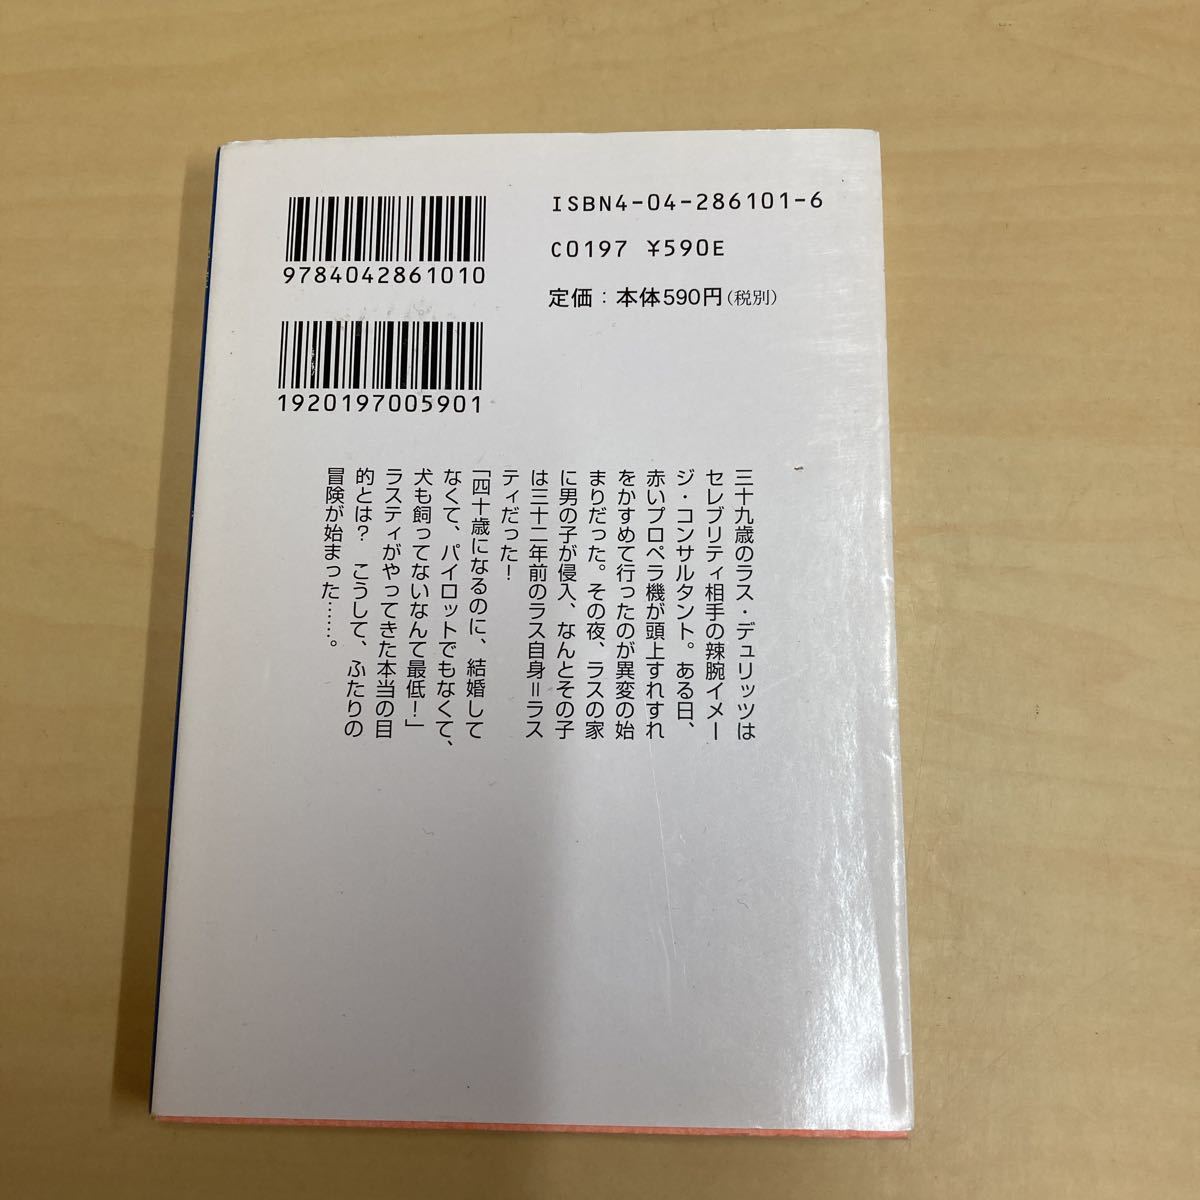 ISBN4-04-286101-6
C0197 ¥590E
定価：本体590円（税別）
9784042861010
1920197005901
三十九歳のラス・デュリッツは
セレブリティ相手の辣腕イメー
ジ・コンサルタント。ある日、
赤いプロペラ機が頭上すれすれ
をかすめて行ったのが異変の始
まりだった。その夜、ラスの家
に男の子が侵入、なんとその子
は三十二年前のラス自身＝ラス
ティだった！
「四十歳になるのに、結婚して
なくて、パイロットでもなくて、
犬も飼ってないなんて最低！」
ラスティがやってきた本当の目
的とは？　こうして、ふたりの
冒険が始まった……。